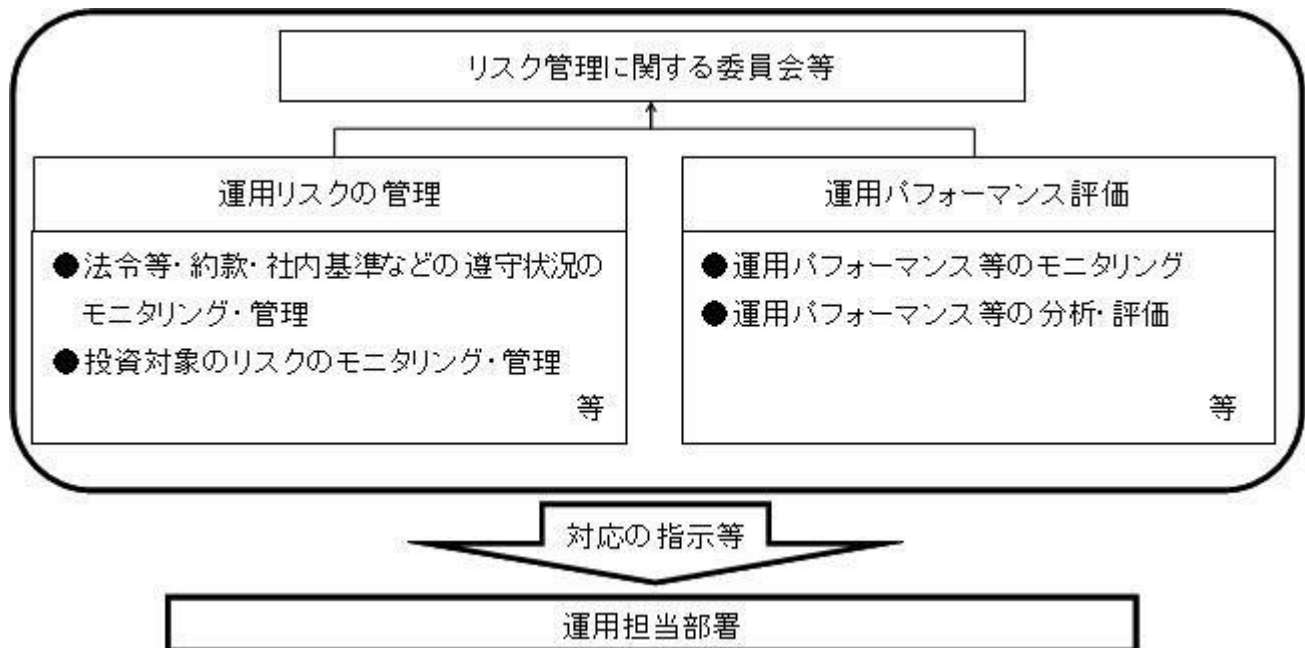 リスク管理に関する委員会等
運用リスクの管理
●法令等・約款・社内基準などの遵守状況の
モニタリング・管理
●投資対象のリスクのモニタリング・管理
等
運用パフォーマンス評価
●運用パフォーマンス等のモニタリング
●運用パフォーマンス等の分析・評価
等
対応の指示等
運用担当部署